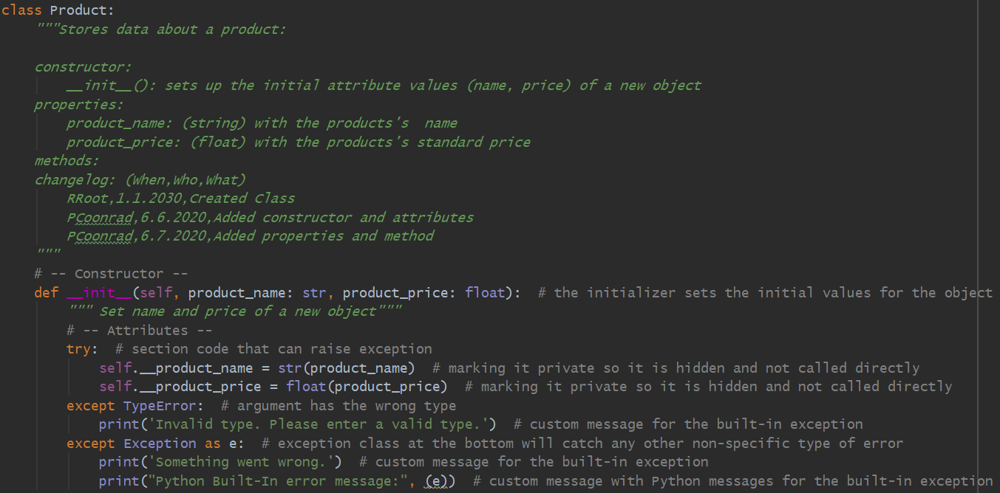 class Product:
"""Stores data about a product:
constructor:
__init__(): sets up the initial attribute values (name, price) of a new object
properties:
product_name: (string) with the products's  name
product_price: (float) with the products's standard price
methods:
changelog: (When,Who,What)
RRoot,1.1.2030,Created Class
PCoonrad,6.6.2020,Added constructor and attributes
PCoonrad,6.7.2020,Added properties and method
"""
# -- Constructor --
def __init__(self, product_name: str, product_price: float):  # the initializer sets the initial values for the object
""" Set name and price of a new object"""
# -- Attributes --
try:  # section code that can raise exception
self.__product_name = str(product_name)  # marking it private so it is hidden and not called directly
self.__product_price = float(product_price)  # marking it private so it is hidden and not called directly
except TypeError:  # argument has the wrong type
print('Invalid type. Please enter a valid type.')  # custom message for the built-in exception
except Exception as e:  # exception class at the bottom will catch any other non-specific type of error
print('Something went wrong.')  # custom message for the built-in exception
print("Python Built-In error message:", (e))  # custom message with Python messages for the built-in exception